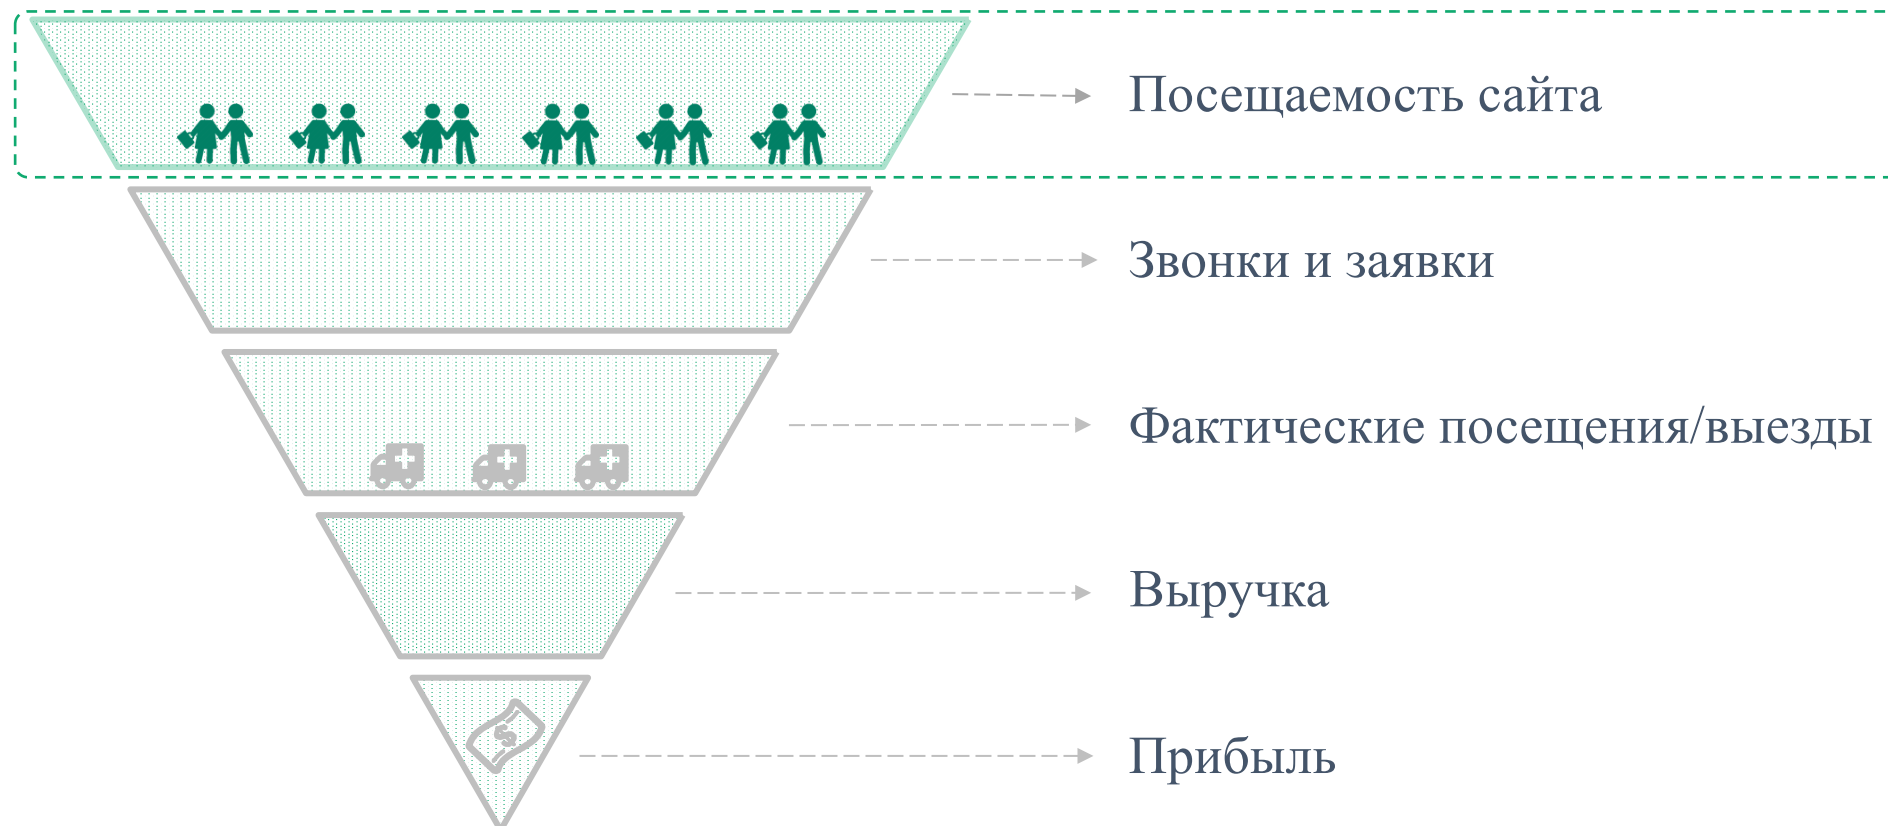 Посещаемость сайта
Звонки и заявки
Фактические посещения/выезды
Выручка
$
Прибыль